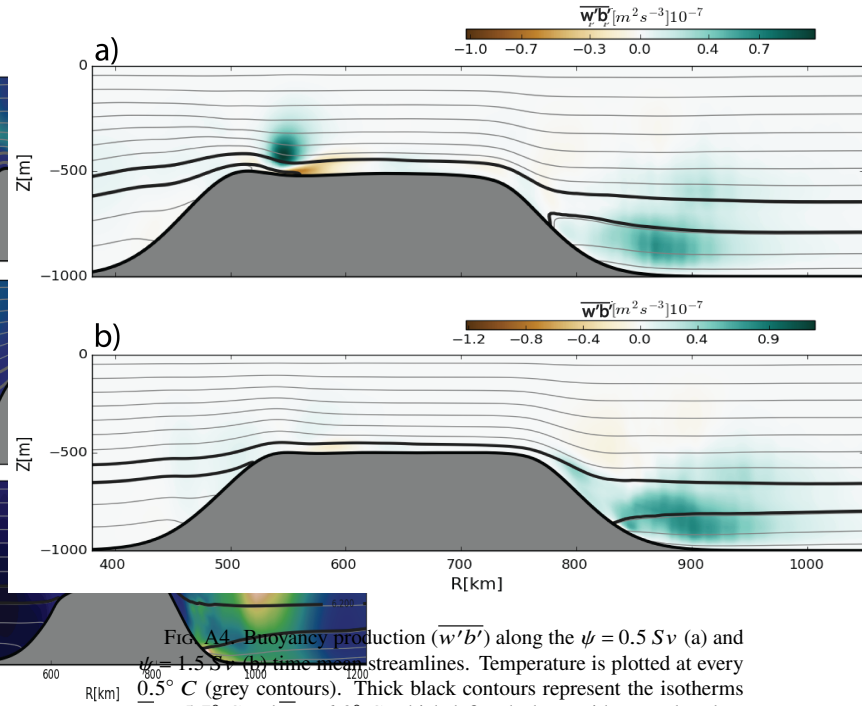 w'b' [m²s⁻³]10⁻⁷
a)
−1.0 −0.7 −0.3 0.0 0.4 0.7
0
−500
−1000
Z[m]
w'b' [m²s⁻³]10⁻⁷
b)
−1.2 −0.8 −0.4 0.0 0.4 0.9
0
−500
−1000
Z[m]
400 500 600 700 800 900 1000
R[km]
600 800 1000 1200
R[km]
FIG. A4. Buoyancy production (w′b′) along the ψ = 0.5 Sv (a) and
ψ = 1.5 Sv (b) time mean streamlines. Temperature is plotted at every
0.5° C (grey contours). Thick black contours represent the isotherms